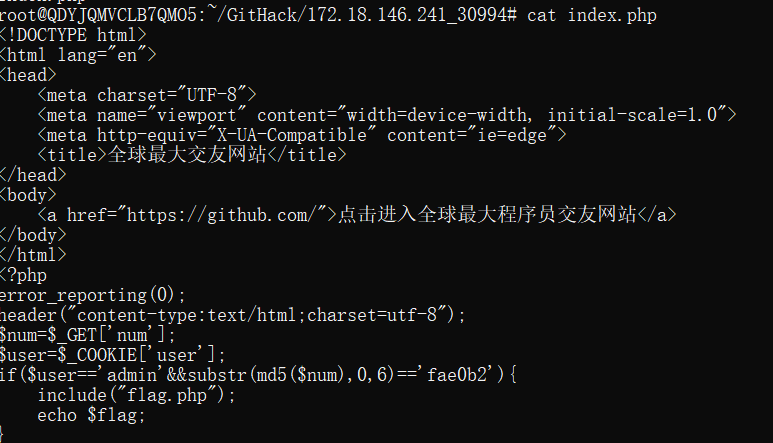 root@QDYJQMVCLB7QMO5:~/GitHack/172.18.146.241_30994# cat index.php
<!DOCTYPE html>
<html lang="en">
<head>
    <meta charset="UTF-8">
    <meta name="viewport" content="width=device-width, initial-scale=1.0">
    <meta http-equiv="X-UA-Compatible" content="ie=edge">
    <title>全球最大交友网站</title>
</head>
<body>
    <a href="https://github.com/">点击进入全球最大程序员交友网站</a>
</body>
</html>
<?php
error_reporting(0);
header("content-type:text/html;charset=utf-8");
$num=$_GET['num'];
$user=$_COOKIE['user'];
if($user=='admin'&&substr(md5($num),0,6)=='fae0b2'){
    include("flag.php");
    echo $flag;
}